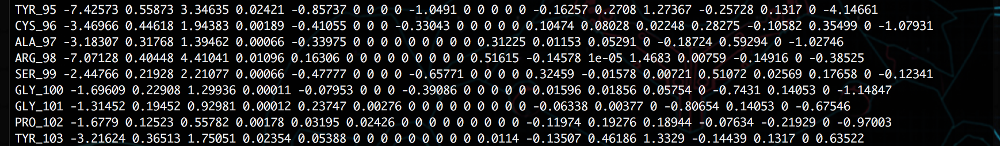 TYR_95 -7.42573 0.55873 3.34635 0.02421 -0.85737 0 0 0 0 -1.0491 0 0 0 0 0 -0.16257 0.2708 1.27367 -0.25728 0.1317 0 -4.14661
CYS_96 -3.46966 0.44618 1.94383 0.00189 -0.41055 0 0 0 -0.33043 0 0 0 0 0 0.10474 0.08028 0.02248 0.28275 -0.10582 0.35499 0 -1.07931
ALA_97 -3.18307 0.31768 1.39462 0.00066 -0.33975 0 0 0 0 0 0 0 0 0 0.31225 0.01153 0.05291 0 -0.18724 0.59294 0 -1.02746
ARG_98 -7.07128 0.40448 4.41041 0.01096 0.16306 0 0 0 0 0 0 0 0 0 0.51615 -0.14578 1e-05 1.4683 0.00759 -0.14916 0 -0.38525
SER_99 -2.44766 0.21928 2.21077 0.00066 -0.47777 0 0 0 0 -0.65771 0 0 0 0 0.32459 -0.01578 0.00721 0.51072 0.02569 0.17658 0 -0.12341
GLY_100 -1.69609 0.22908 1.29936 0.00011 -0.07953 0 0 0 -0.39086 0 0 0 0 0 0.01596 0.01856 0.05754 0 -0.7431 0.14053 0 -1.14847
GLY_101 -1.31452 0.19452 0.92981 0.00012 0.23747 0.00276 0 0 0 0 0 0 0 0 0 -0.06338 0.00377 0 -0.80654 0.14053 0 -0.67546
PRO_102 -1.6779 0.12523 0.55782 0.00178 0.03195 0.02426 0 0 0 0 0 0 0 0 0 -0.11974 0.19276 0.18944 -0.07634 -0.21929 0 -0.97003
TYR_103 -3.21624 0.36513 1.75051 0.02354 0.05388 0 0 0 0 0 0 0 0 0 0.0114 -0.13507 0.46186 1.3329 -0.14439 0.1317 0 0.63522